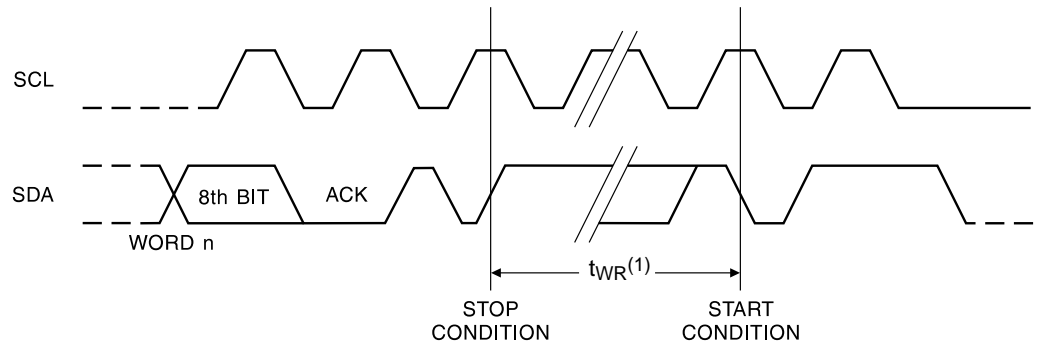 SCL
SDA
8th BIT
ACK
WORD n
tWR(1)
STOP
CONDITION
START
CONDITION